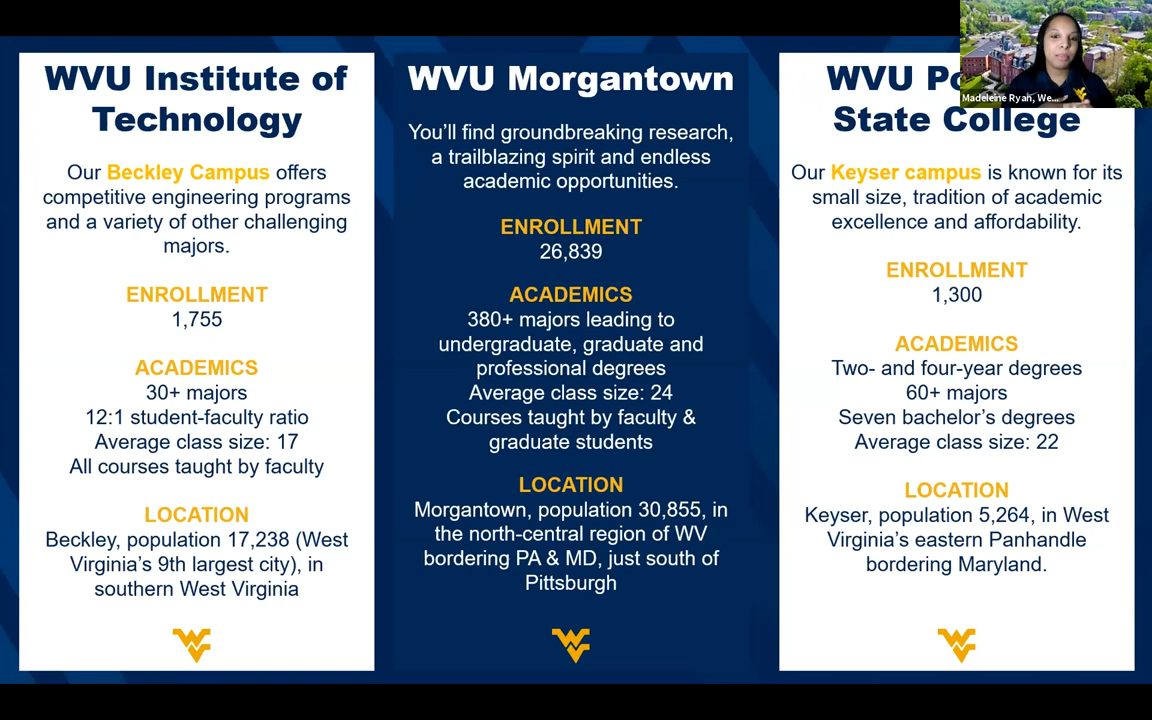 WVU Institute of
Technology
Our Beckley Campus offers
competitive engineering programs
and a variety of other challenging
majors.
ENROLLMENT
1,755
ACADEMICS
30+ majors
12:1 student-faculty ratio
Average class size: 17
All courses taught by faculty
LOCATION
Beckley, population 17,238 (West
Virginia's 9th largest city), in
southern West Virginia
WVU Morgantown
You'll find groundbreaking research,
a trailblazing spirit and endless
academic opportunities.
ENROLLMENT
26,839
ACADEMICS
380+ majors leading to
undergraduate, graduate and
professional degrees
Average class size: 24
Courses taught by faculty &
graduate students
LOCATION
Morgantown, population 30,855, in
the north-central region of WV
bordering PA & MD, just south of
Pittsburgh
WVU
State College
Our Keyser campus is known for its
small size, tradition of academic
excellence and affordability.
ENROLLMENT
1,300
ACADEMICS
Two- and four-year degrees
60+ majors
Seven bachelor's degrees
Average class size: 22
LOCATION
Keyser, population 5,264, in West
Virginia's eastern Panhandle
bordering Maryland.
Madeleine Ryan, We...